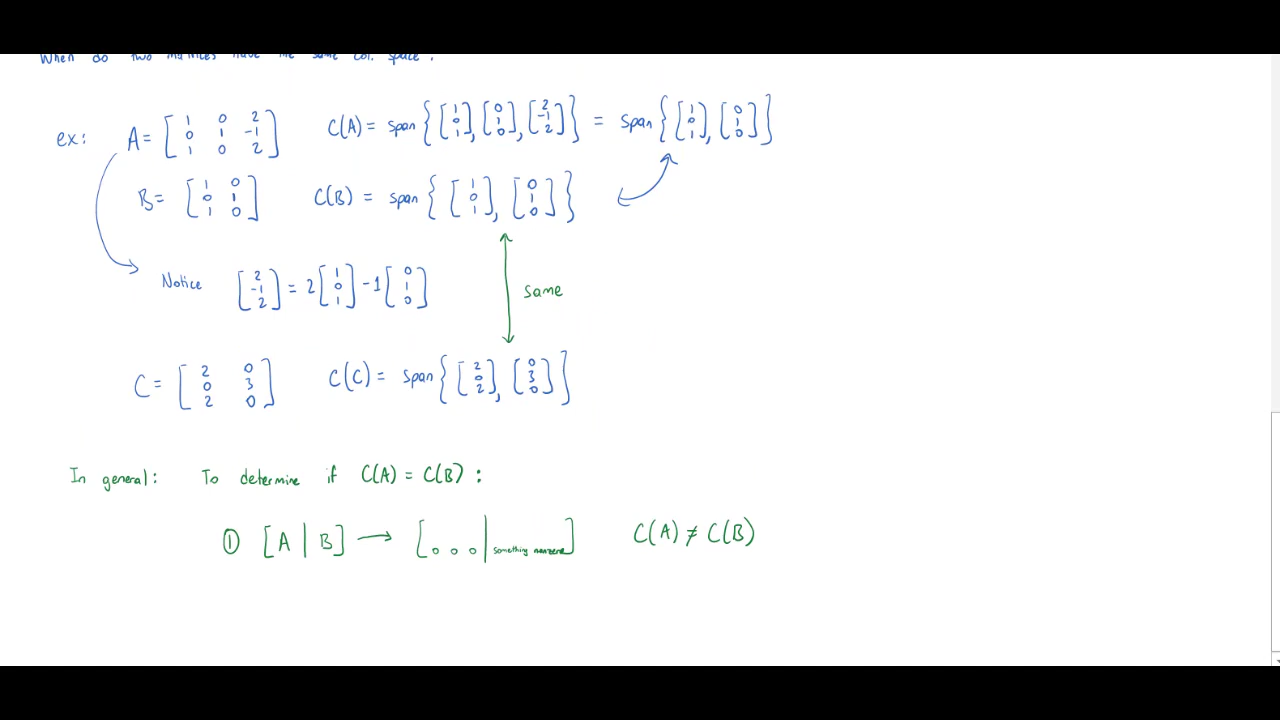 When do two matrices have the same col. space?
ex: A = [1 0 2; 0 1 -1; 1 0 2] C(A) = span{[1; 0; 1], [0; 1; 0], [2; -1; 2]} = span{[1; 0; 1], [0; 1; 0]}
B = [1 0; 0 1; 1 0] C(B) = span{[1; 0; 1], [0; 1; 0]}
Notice [2; -1; 2] = 2[1; 0; 1] - 1[0; 1; 0]
same
C = [2 0; 0 3; 2 0] C(C) = span{[2; 0; 2], [0; 3; 0]}
In general: To determine if C(A) = C(B) :
① [A | B] → [0 0 0 | something nonzero] C(A) ≠ C(B)